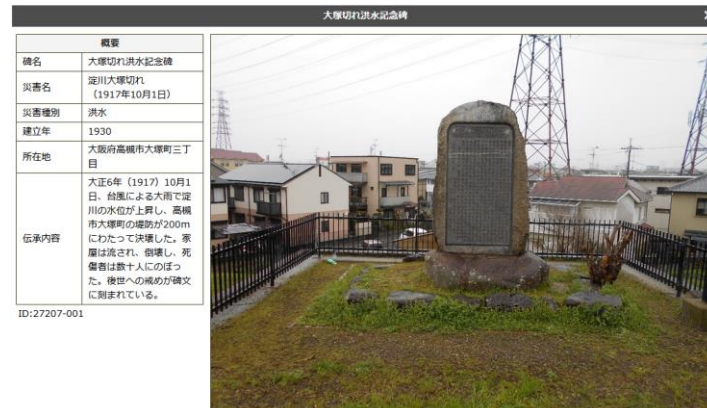 大塚切れ洪水記念碑
概要
碑名 大塚切れ洪水記念碑
災害名 淀川大塚切れ
（1917年10月1日）
災害種別 洪水
建立年 1930
所在地 大阪府高槻市大塚町三丁
目
伝承内容 大正6年（1917）10月1
日、台風による大雨で淀
川の水位が上昇し、高槻
市大塚町の堤防が200m
にわたって決壊した。家
屋は流され、倒壊し、死
傷者は数十人にのぼっ
た。後世への戒めが碑文
に刻まれている。
ID:27207-001